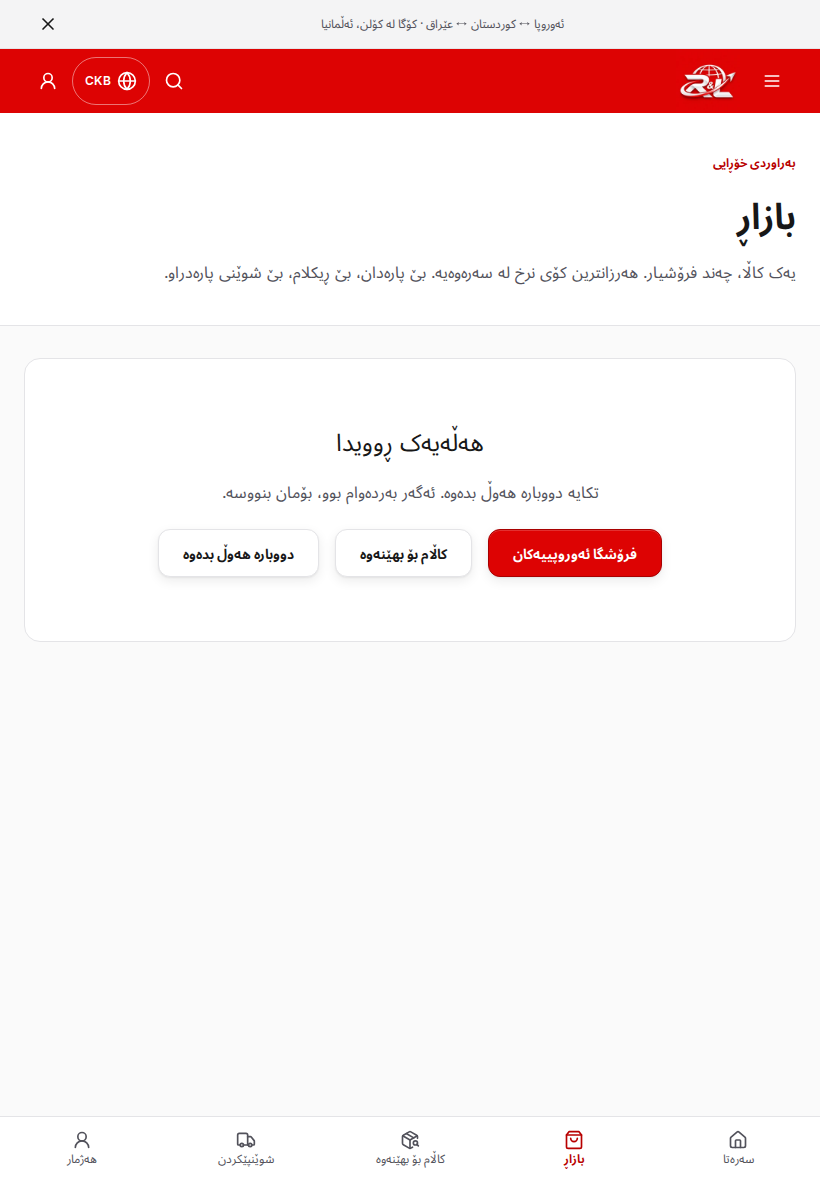 ئەوروپا ↔ کوردستان ↔ عێراق · کۆگا لە کۆلن، ئەڵمانیا
R&L
CKB
بەراوردی خۆڕایی
بازاڕ
یەک کاڵا، چەند فرۆشیار. هەرزانترین کۆی نرخ لە سەرەوەیە. بێ پارەدان، بێ ڕیکلام، بێ شوێنی پارەدراو.
هەڵەیەک ڕوویدا
تکایە دووبارە هەوڵ بدەوە. ئەگەر بەردەوام بوو، بۆمان بنووسە.
فرۆشگا ئەوروپییەکان
کاڵام بۆ بهێنەوە
دووبارە هەوڵ بدەوە
سەرەتا
بازاڕ
کاڵام بۆ بهێنەوە
شوێنپێکردن
هەژمار